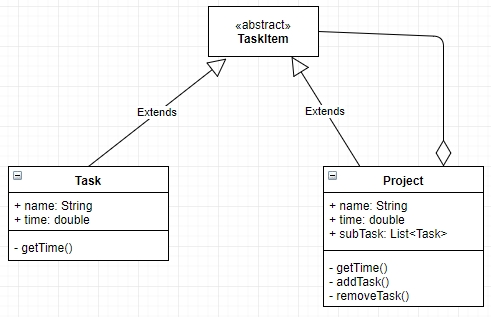 «abstract»
TaskItem
Extends
Extends
Task
+ name: String
+ time: double
- getTime()
Project
+ name: String
+ time: double
+ subTask: List<Task>
- getTime()
- addTask()
- removeTask()